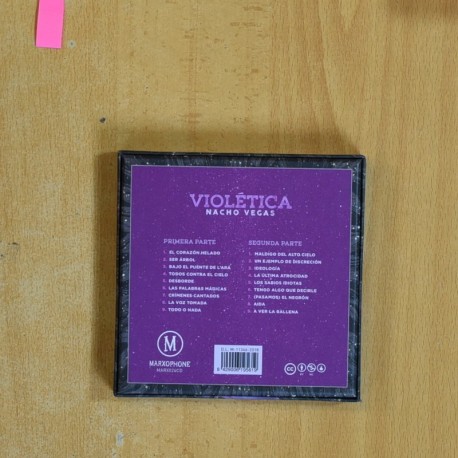 VIOLÉTICA
NACHO VEGAS
PRIMERA PARTE
EL CORAZÓN HELADO
SER ÁRBOL
BAJO EL PUENTE DE L'ARA
TODOS CONTRA EL CIELO
DESBORDE
LAS PALABRAS MÁGICAS
CRÍMENES CANTADOS
LA VOZ TOMADA
TODO O NADA
SEGUNDA PARTE
MALDIGO DEL ALTO CIELO
UN EJEMPLO DE DISCRECIÓN
IDEOLOGÍA
LA ÚLTIMA ATROCIDAD
LOS SABIOS IDIOTAS
TENGO ALGO QUE DECIRLE
(PASAMOS) EL NEGRÓN
AIDA
A VER LA BALLENA
M
MARXOPHONE
CC